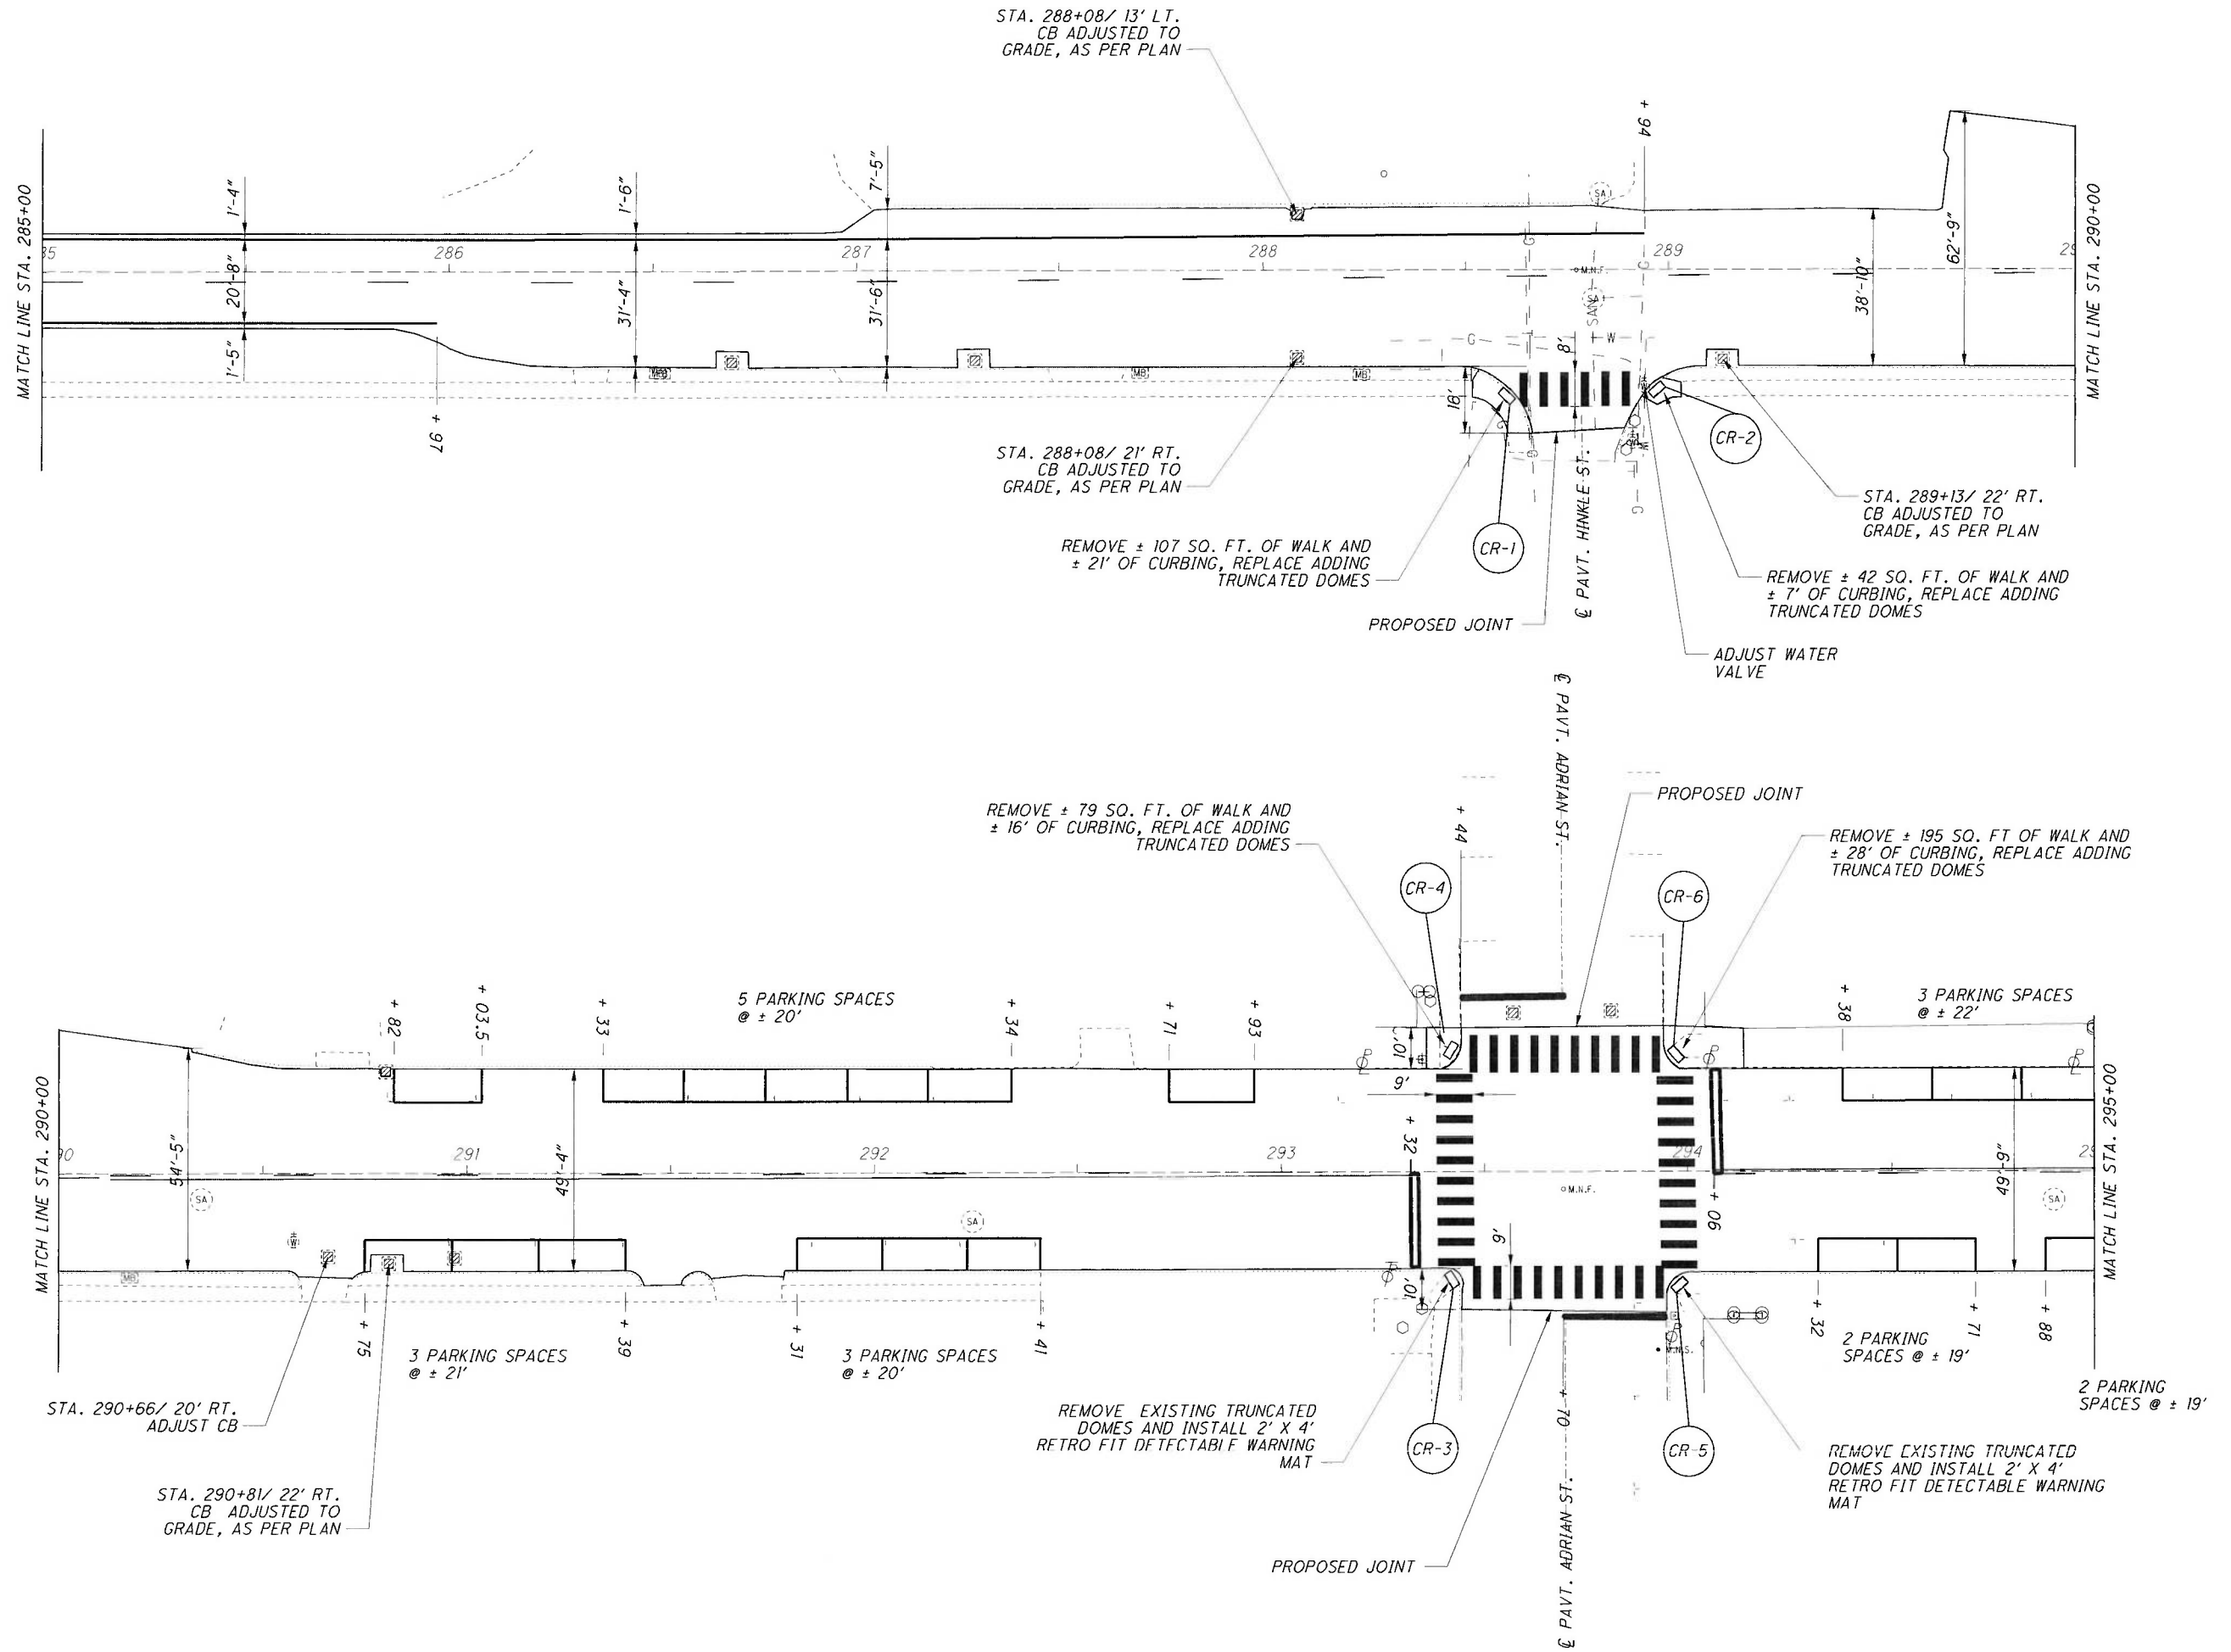 STA. 288+08/ 13' LT.
CB ADJUSTED TO
GRADE, AS PER PLAN
+ 94
MATCH LINE STA. 285+00
1'-4"
20'-8"
1'-5"
1'-6"
31'-4"
7'-5"
31'-6"
38'-10"
62'-9"
MATCH LINE STA. 290+00
286
287
288
289
SA
M.N.F.
SA
SAN
G
G
W
G
MB
MB
MB
+ 97
18'
8'
CR-2
STA. 288+08/ 21' RT.
CB ADJUSTED TO
GRADE, AS PER PLAN
STA. 289+13/ 22' RT.
CB ADJUSTED TO
GRADE, AS PER PLAN
CR-1
REMOVE ± 107 SQ. FT. OF WALK AND
± 21' OF CURBING, REPLACE ADDING
TRUNCATED DOMES
℄ PAVT. HINKLE ST.
REMOVE ± 42 SQ. FT. OF WALK AND
± 7' OF CURBING, REPLACE ADDING
TRUNCATED DOMES
PROPOSED JOINT
ADJUST WATER
VALVE
℄ PAVT. ADRIAN ST.
REMOVE ± 79 SQ. FT. OF WALK AND
± 16' OF CURBING, REPLACE ADDING
TRUNCATED DOMES
+ 44
PROPOSED JOINT
REMOVE ± 195 SQ. FT OF WALK AND
± 28' OF CURBING, REPLACE ADDING
TRUNCATED DOMES
CR-4
CR-6
+ 82
+ 03.5
+ 33
5 PARKING SPACES
@ ± 20'
+ 34
+ 71
+ 93
+ 38
3 PARKING SPACES
@ ± 22'
10'
9'
MATCH LINE STA. 290+00
54'-5"
291
49'-4"
292
293
+ 32
294
49'-9"
MATCH LINE STA. 295+00
SA
SA
SA
M.N.F.
+ 06
W
MB
9'
10'
+ 75
3 PARKING SPACES
@ ± 21'
+ 39
+ 31
3 PARKING SPACES
@ ± 20'
+ 41
M.N.S.
+ 32
2 PARKING
SPACES @ ± 19'
+ 71
+ 88
2 PARKING
SPACES @ ± 19'
STA. 290+66/ 20' RT.
ADJUST CB
REMOVE EXISTING TRUNCATED
DOMES AND INSTALL 2' X 4'
RETRO FIT DETECTABLE WARNING
MAT
CR-3
+ 70
CR-5
REMOVE EXISTING TRUNCATED
DOMES AND INSTALL 2' X 4'
RETRO FIT DETECTABLE WARNING
MAT
STA. 290+81/ 22' RT.
CB ADJUSTED TO
GRADE, AS PER PLAN
PROPOSED JOINT
℄ PAVT. ADRIAN ST.